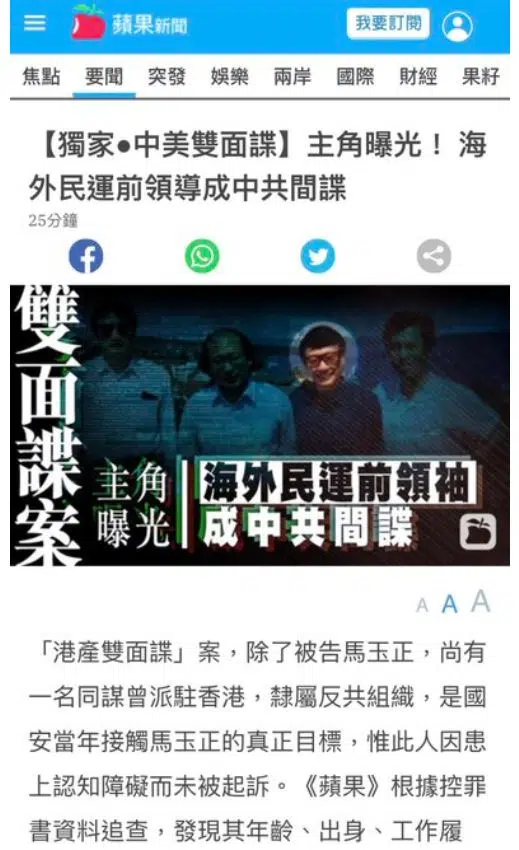 蘋果新聞
我要訂閱
焦點 要聞 突發 娛樂 兩岸 國際 財經 果籽
【獨家●中美雙面諜】主角曝光！ 海
外民運前領導成中共間諜
25分鐘
雙面諜案
主角
曝光
海外民運前領袖
成中共間諜
A A A
「港產雙面諜」案，除了被告馬玉正，尚有
一名同謀曾派駐香港，隸屬反共組織，是國
安當年接觸馬玉正的真正目標，惟此人因患
上認知障礙而未被起訴。《蘋果》根據控罪
書資料追查，發現其年齡、出身、工作履